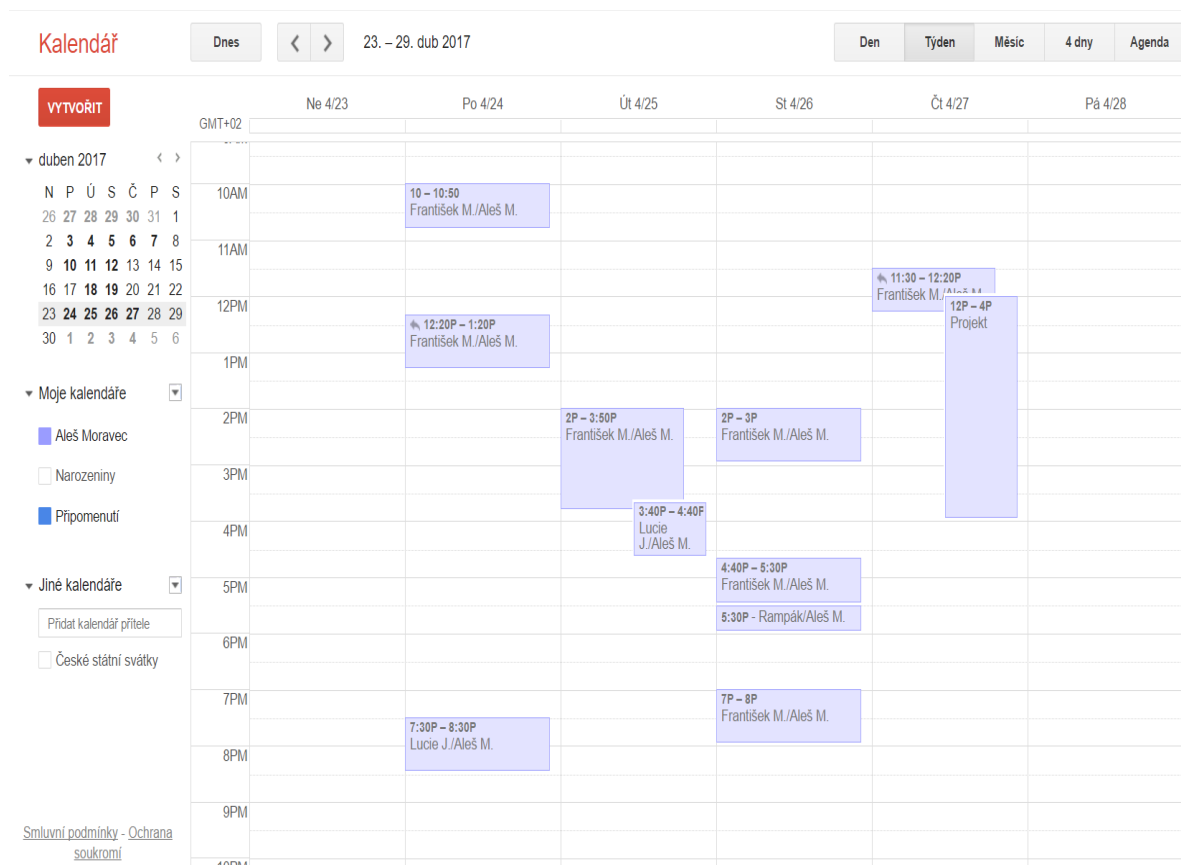 Kalendář
Dnes
23. – 29. dub 2017
Den Týden Měsíc 4 dny Agenda
VYTVOŘIT
duben 2017
N P Ú S Č P S
26 27 28 29 30 31 1
2 3 4 5 6 7 8
9 10 11 12 13 14 15
16 17 18 19 20 21 22
23 24 25 26 27 28 29
30 1 2 3 4 5 6
Moje kalendáře
Aleš Moravec
Narozeniny
Připomenutí
Jiné kalendáře
Přidat kalendář přítele
České státní svátky
Smluvní podmínky - Ochrana
soukromí
Ne 4/23 Po 4/24 Út 4/25 St 4/26 Čt 4/27 Pá 4/28
GMT+02
10AM
11AM
12PM
1PM
2PM
3PM
4PM
5PM
6PM
7PM
8PM
9PM
10PM
10 – 10:50
František M./Aleš M.
12:20P – 1:20P
František M./Aleš M.
7:30P – 8:30P
Lucie J./Aleš M.
2P – 3:50P
František M./Aleš M.
3:40P – 4:40P
Lucie
J./Aleš M.
2P – 3P
František M./Aleš M.
4:40P – 5:30P
František M./Aleš M.
5:30P - Rampák/Aleš M.
7P – 8P
František M./Aleš M.
11:30 – 12:20P
František M./Aleš M.
12P – 4P
Projekt